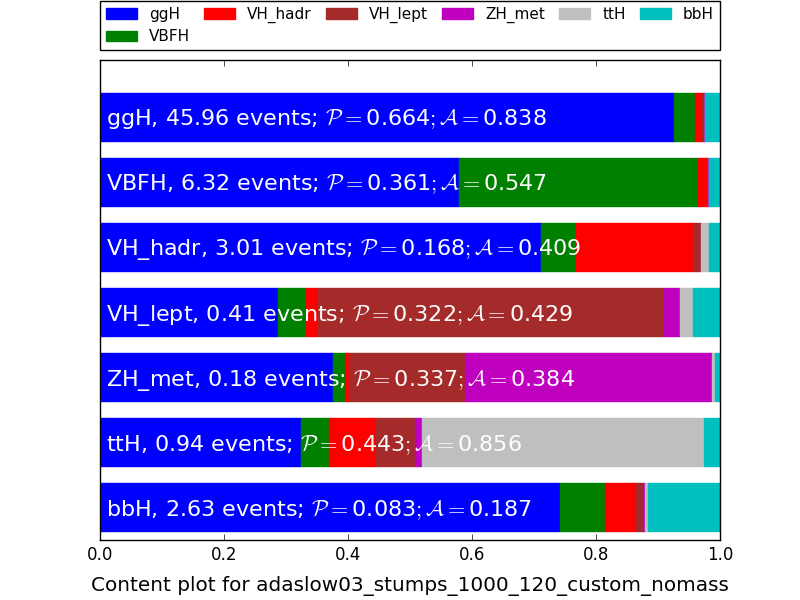 ggH VH_hadr VH_lept ZH_met ttH bbH
VBFH
ggH, 45.96 events; 𝒫 = 0.664; 𝒜 = 0.838
VBFH, 6.32 events; 𝒫 = 0.361; 𝒜 = 0.547
VH_hadr, 3.01 events; 𝒫 = 0.168; 𝒜 = 0.409
VH_lept, 0.41 events; 𝒫 = 0.322; 𝒜 = 0.429
ZH_met, 0.18 events; 𝒫 = 0.337; 𝒜 = 0.384
ttH, 0.94 events; 𝒫 = 0.443; 𝒜 = 0.856
bbH, 2.63 events; 𝒫 = 0.083; 𝒜 = 0.187
0.0 0.2 0.4 0.6 0.8 1.0
Content plot for adaslow03_stumps_1000_120_custom_nomass